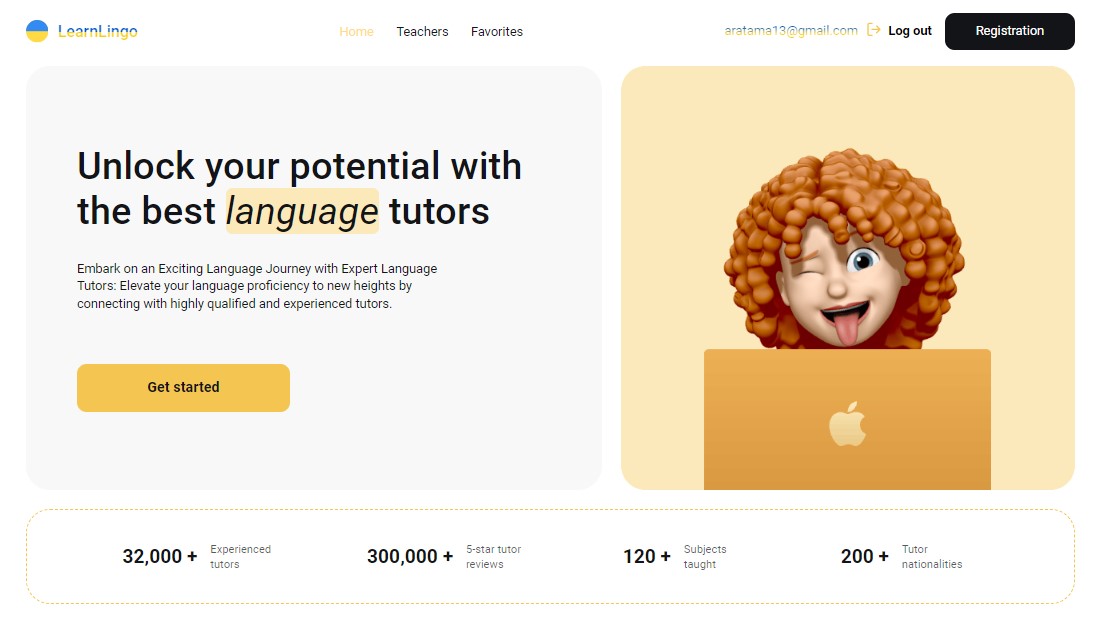 LearnLingo
Home Teachers Favorites
aratama13@gmail.com Log out Registration
Unlock your potential with
the best language tutors
Embark on an Exciting Language Journey with Expert Language
Tutors: Elevate your language proficiency to new heights by
connecting with highly qualified and experienced tutors.
Get started
32,000 + Experienced
tutors
300,000 + 5-star tutor
reviews
120 + Subjects
taught
200 + Tutor
nationalities